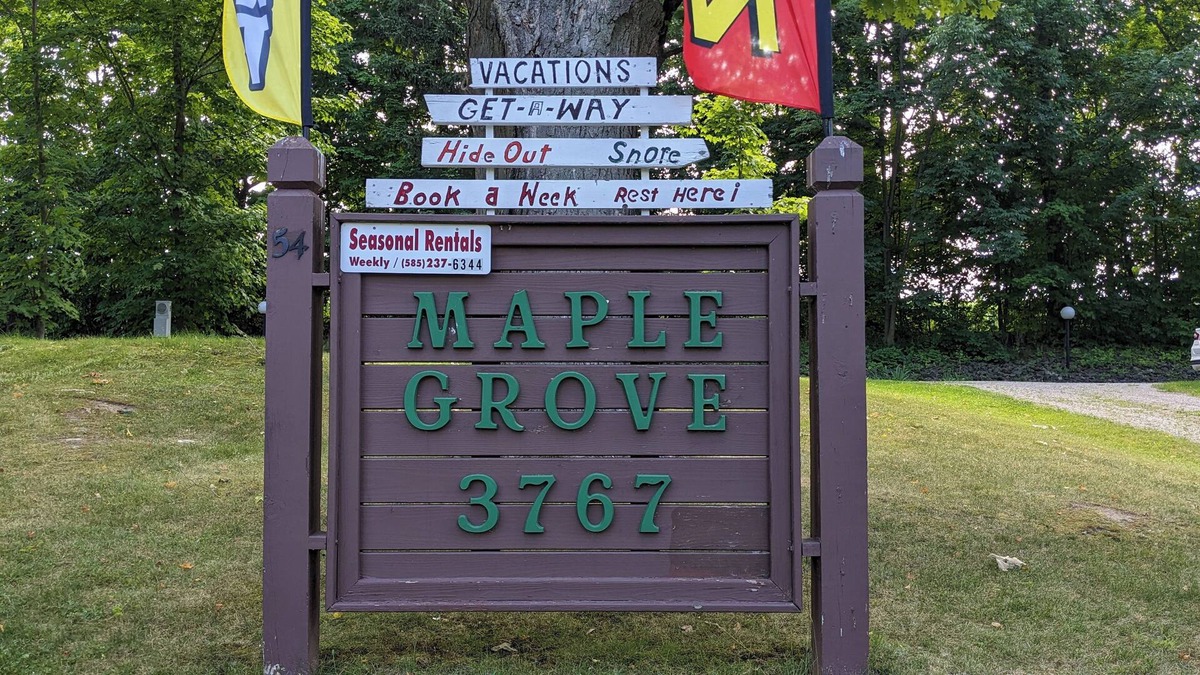 VACATIONS
GET-A-WAY
Hide Out Snore
Book a Week Rest Here!
54
Seasonal Rentals
Weekly / (585) 237-6344
MAPLE
GROVE
3767